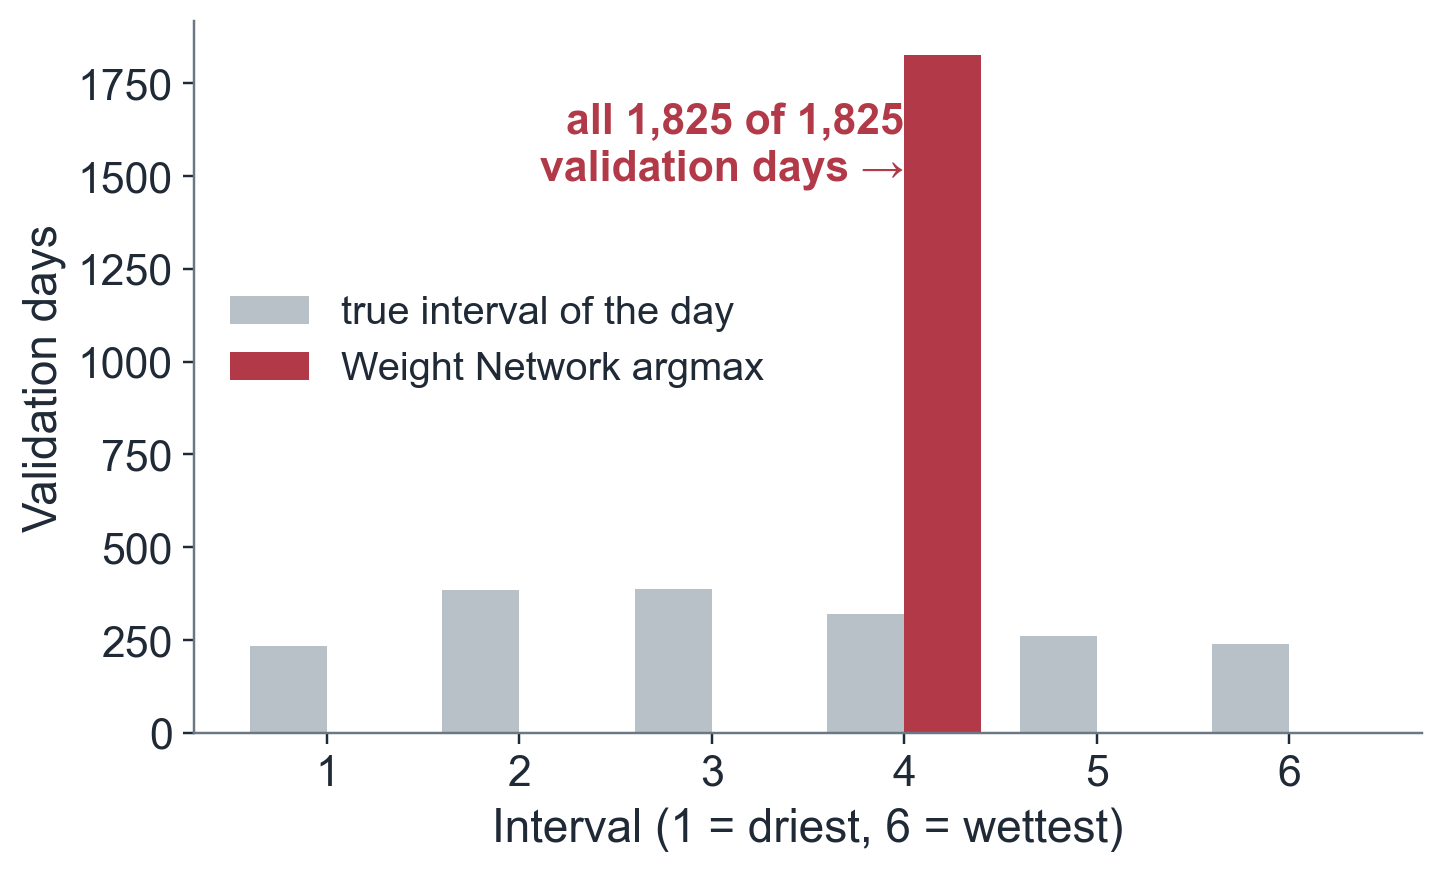 1750
all 1,825 of 1,825
validation days →
1500
1250
true interval of the day
Weight Network argmax
1000
750
500
250
0
Validation days
1 2 3 4 5 6
Interval (1 = driest, 6 = wettest)